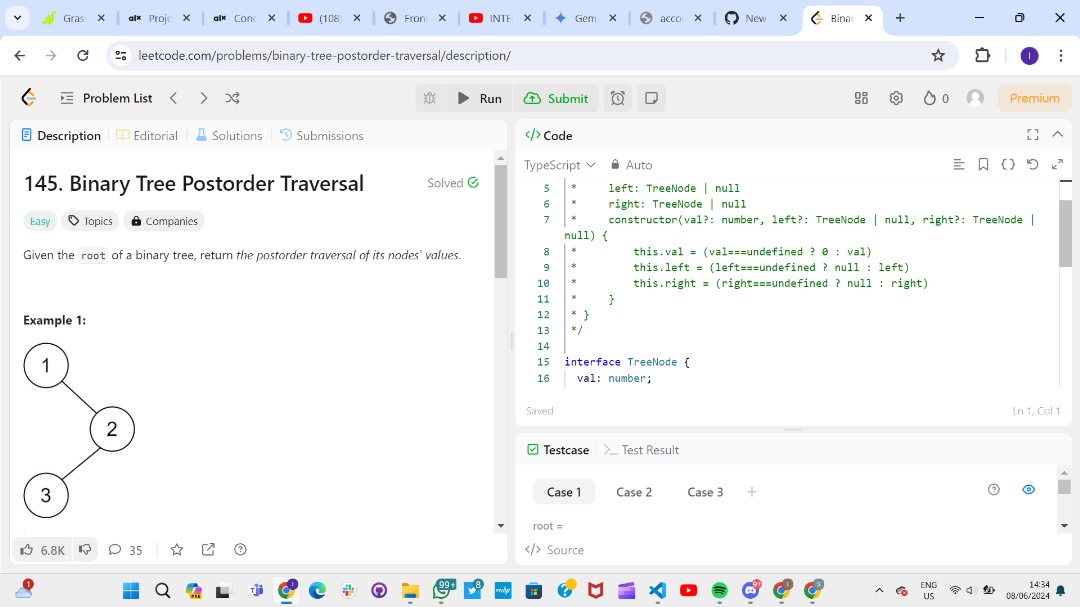 Grass
alx Proje
alx Conc
(108)
Front
INTE
Gem
acco
New
Bina
leetcode.com/problems/binary-tree-postorder-traversal/description/
I
Problem List
Run
Submit
0
Premium
Description
Editorial
Solutions
Submissions
</> Code
TypeScript
Auto
145. Binary Tree Postorder Traversal
Solved
Easy
Topics
Companies
Given the root of a binary tree, return the postorder traversal of its nodes' values.
Example 1:
1
2
3
6.8K
35
5 * left: TreeNode | null
6 * right: TreeNode | null
7 * constructor(val?: number, left?: TreeNode | null, right?: TreeNode |
null) {
8 * this.val = (val===undefined ? 0 : val)
9 * this.left = (left===undefined ? null : left)
10 * this.right = (right===undefined ? null : right)
11 * }
12 * }
13 */
14
15 interface TreeNode {
16 val: number;
Saved
Ln 1, Col 1
Testcase
>_ Test Result
Case 1
Case 2
Case 3
root =
</> Source
1
99+
8
9+
ENG
US
14:34
08/06/2024